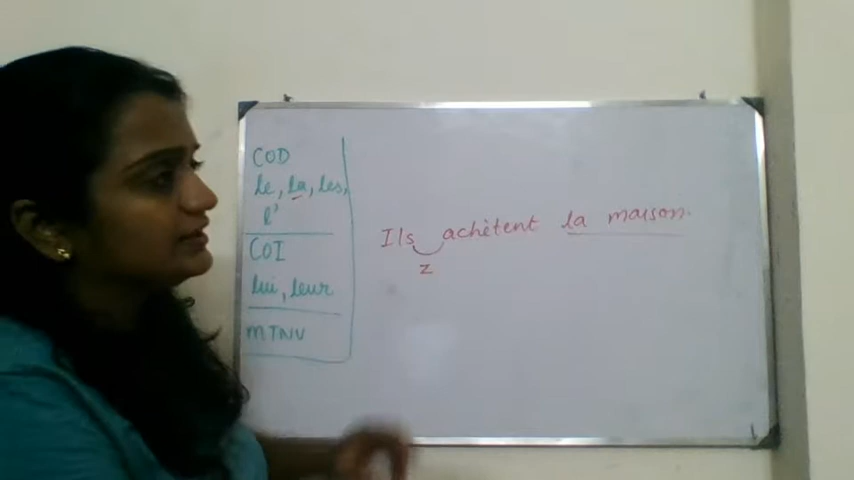 COD
le, la, les,
l'
COI
lui, leur
MTNV
Ils achètent la maison.
z